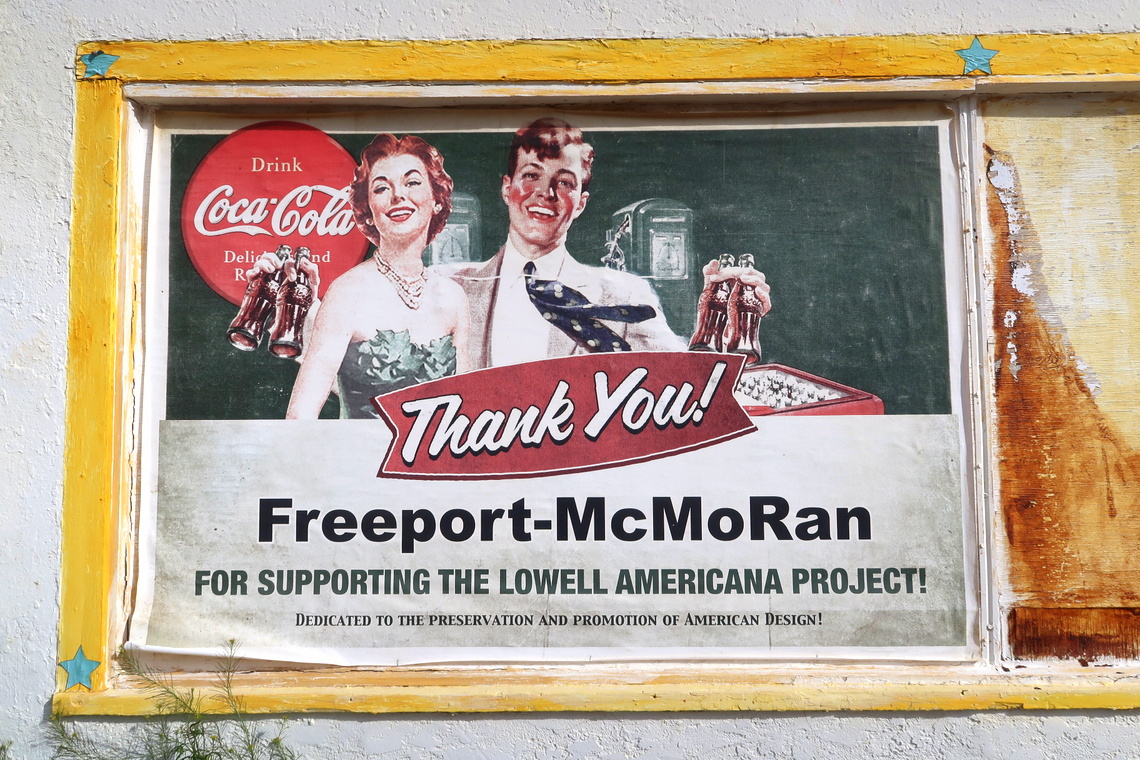 Drink
Coca-Cola
Thank You!
Freeport-McMoRan
FOR SUPPORTING THE LOWELL AMERICANA PROJECT!
DEDICATED TO THE PRESERVATION AND PROMOTION OF AMERICAN DESIGN!